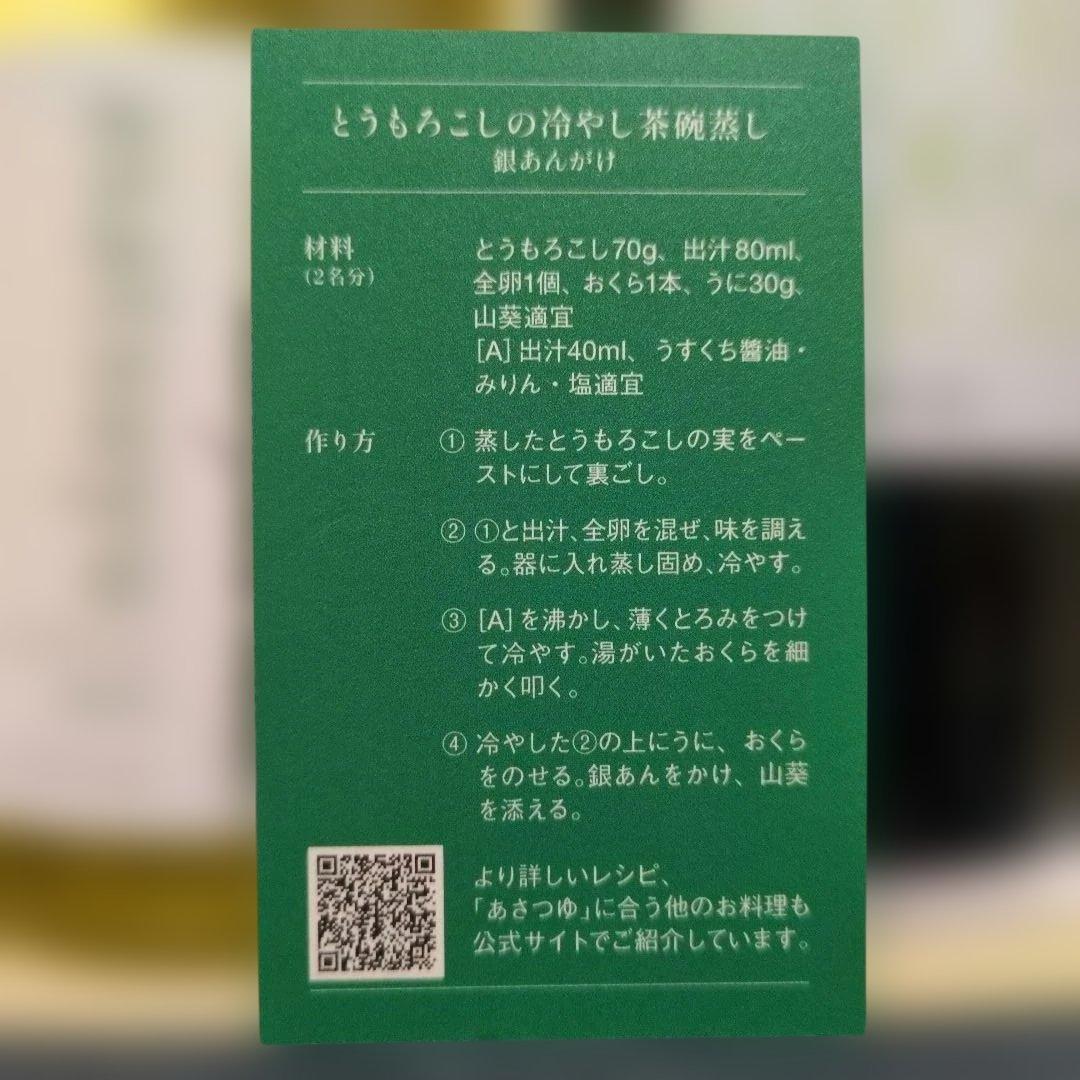 とうもろこしの冷やし茶碗蒸し
銀あんがけ
材料
(2名分)
とうもろこし70g、出汁80ml、
全卵1個、おくら1本、うに30g、
山葵適宜
[A]出汁40ml、うすくち醬油・
みりん・塩適宜
作り方
① 蒸したとうもろこしの実をペー
ストにして裏ごし。
② ①と出汁、全卵を混ぜ、味を調え
る。器に入れ蒸し固め、冷やす。
③ [A]を沸かし、薄くとろみをつけ
て冷やす。湯がいたおくらを細
かく叩く。
④ 冷やした②の上にうに、おくら
をのせる。銀あんをかけ、山葵
を添える。
より詳しいレシピ、
「あさつゆ」に合う他のお料理も
公式サイトでご紹介しています。